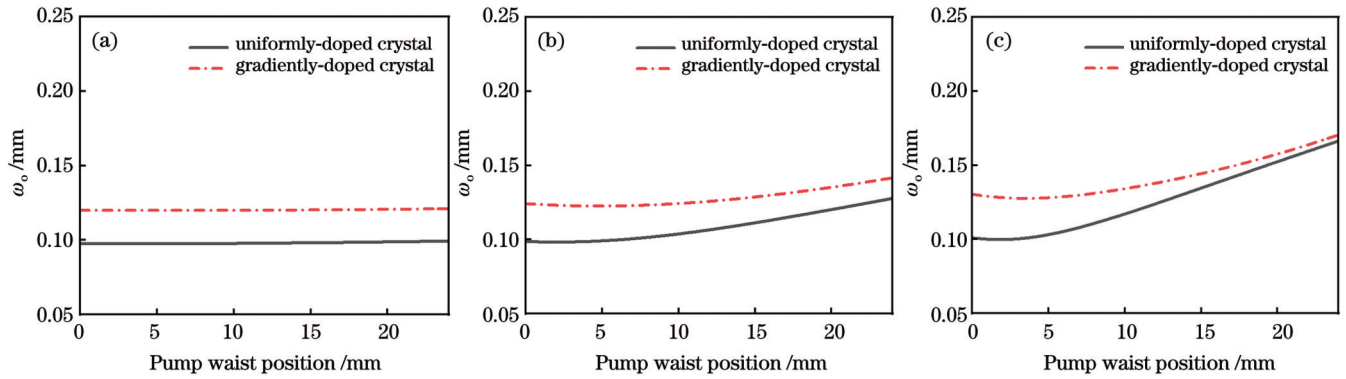 0.25
(a)
uniformly-doped crystal
gradiently-doped crystal
0.20
ωo /mm
0.15
0.10
0.05
0 5 10 15 20
Pump waist position /mm
0.25
(b)
uniformly-doped crystal
gradiently-doped crystal
0.20
ωo /mm
0.15
0.10
0.05
0 5 10 15 20
Pump waist position /mm
0.25
(c)
uniformly-doped crystal
gradiently-doped crystal
0.20
ωo /mm
0.15
0.10
0.05
0 5 10 15 20
Pump waist position /mm